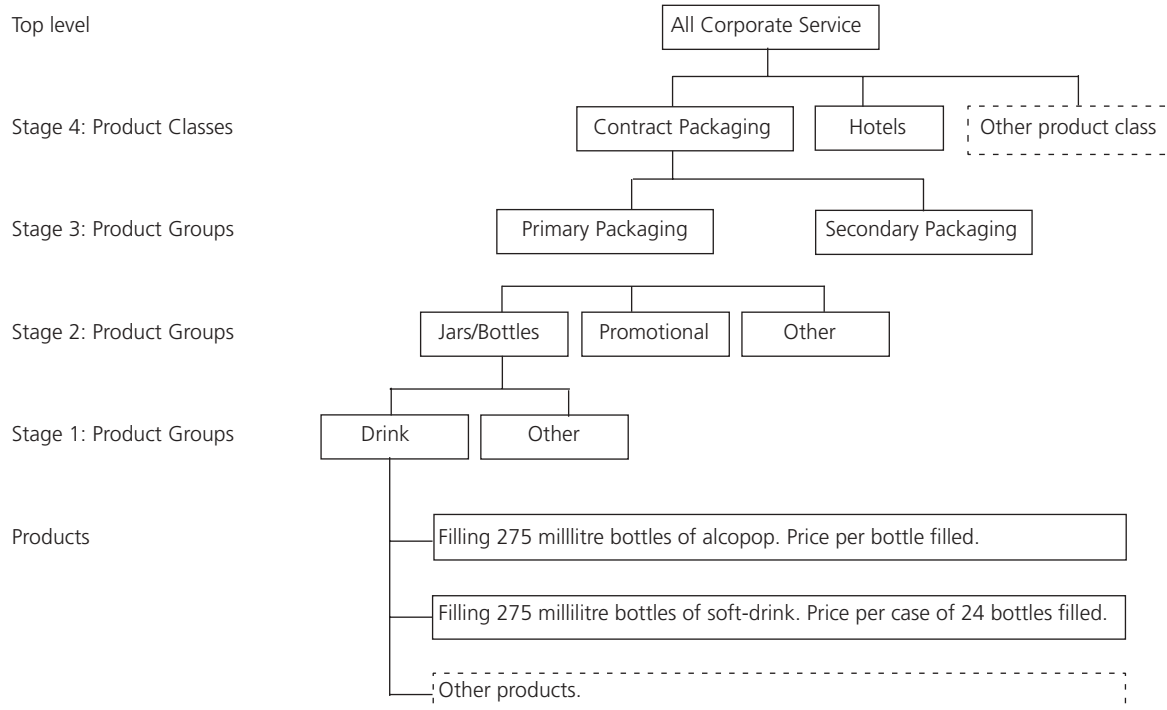 Top level
All Corporate Service
Stage 4: Product Classes
Contract Packaging
Hotels
Other product class
Stage 3: Product Groups
Primary Packaging
Secondary Packaging
Stage 2: Product Groups
Jars/Bottles
Promotional
Other
Stage 1: Product Groups
Drink
Other
Products
Filling 275 milllitre bottles of alcopop. Price per bottle filled.
Filling 275 millilitre bottles of soft-drink. Price per case of 24 bottles filled.
Other products.